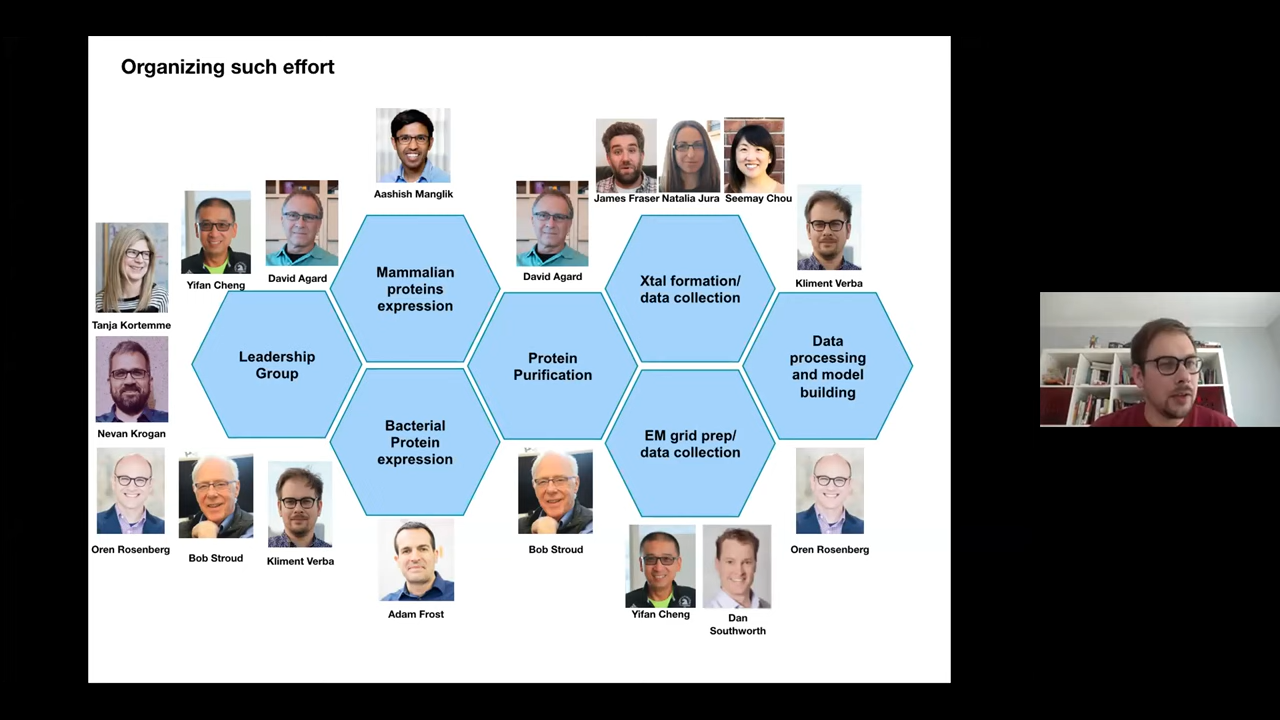 Organizing such effort
Aashish Manglik
James Fraser
Natalia Jura
Seemay Chou
Yifan Cheng
David Agard
David Agard
Kliment Verba
Tanja Kortemme
Mammalian
proteins
expression
Xtal formation/
data collection
Leadership
Group
Protein
Purification
Data
processing
and model
building
Nevan Krogan
Bacterial
Protein
expression
EM grid prep/
data collection
Oren Rosenberg
Bob Stroud
Kliment Verba
Bob Stroud
Oren Rosenberg
Adam Frost
Yifan Cheng
Dan
Southworth